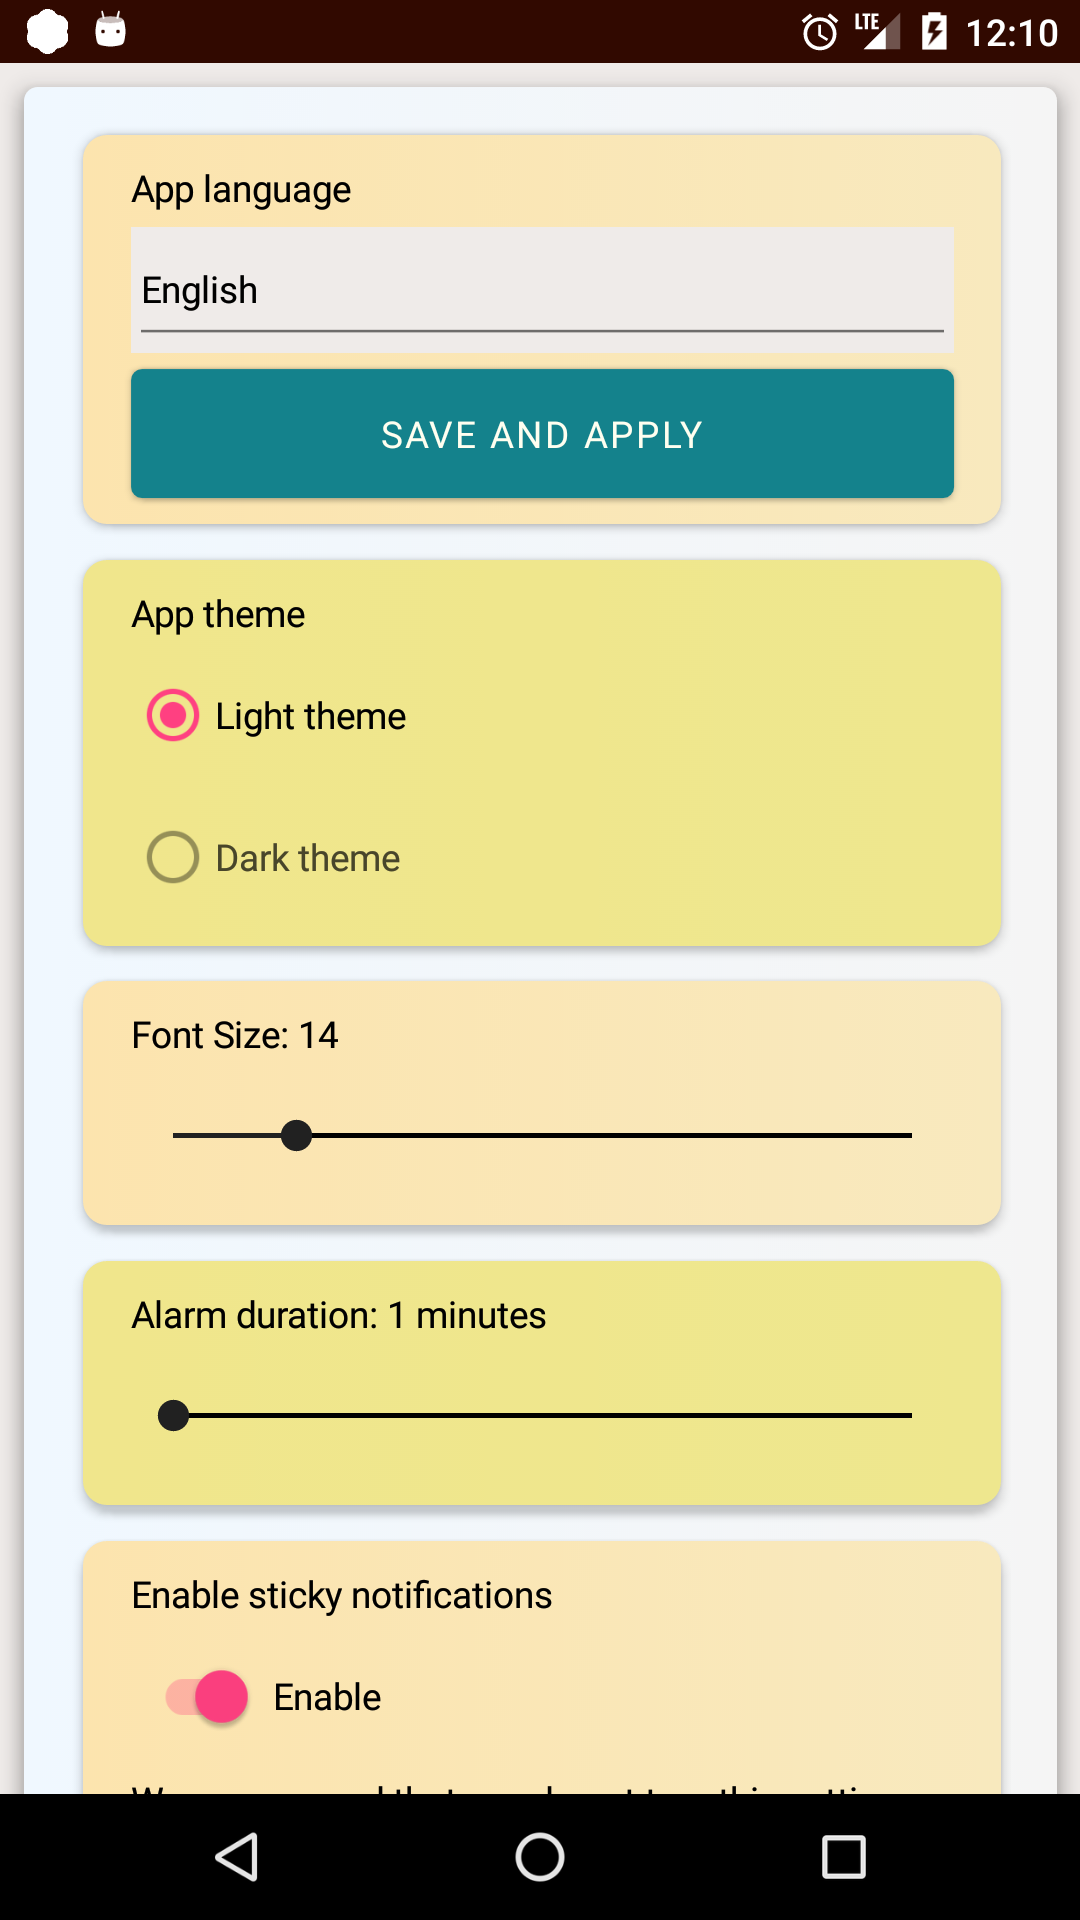 LTE 12:10
App language
English
SAVE AND APPLY
App theme
Light theme
Dark theme
Font Size: 14
Alarm duration: 1 minutes
Enable sticky notifications
Enable